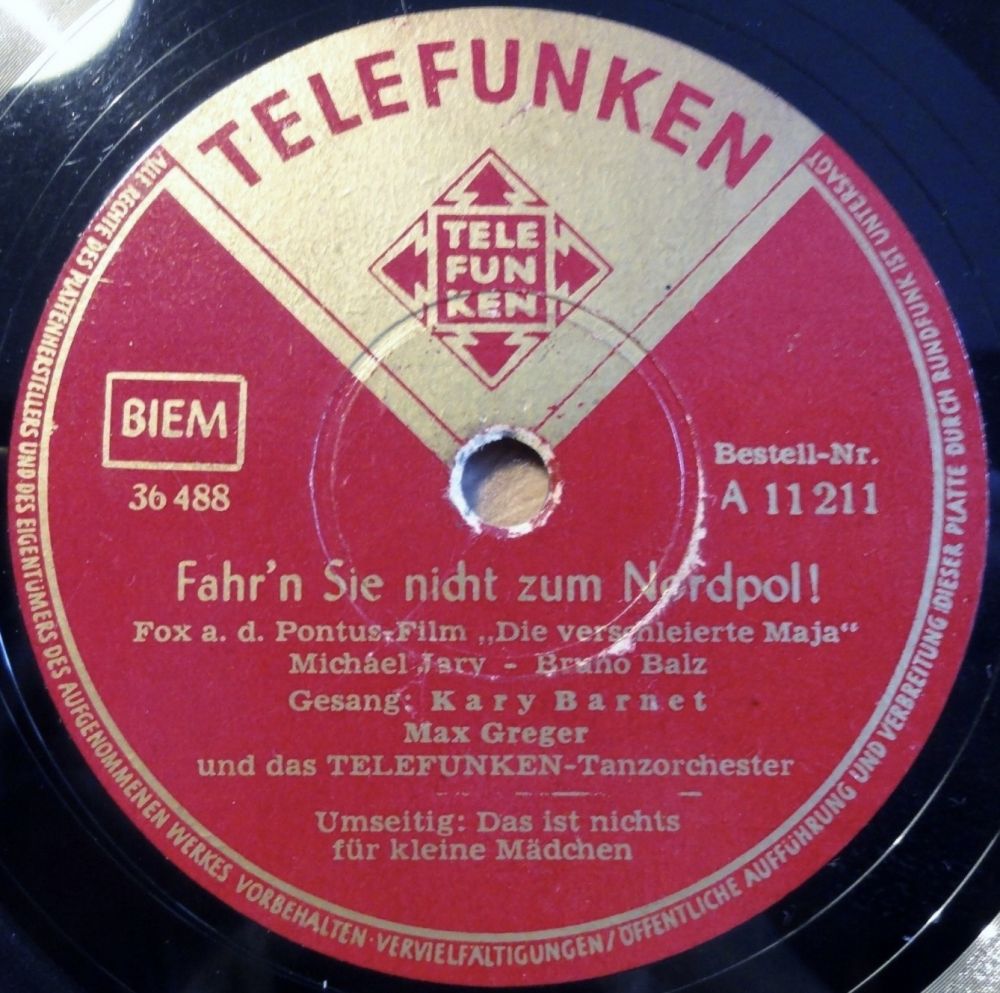 TELEFUNKEN
TELE
FUN
KEN
BIEM
36 488
Bestell-Nr.
A 11 211
Fahr'n Sie nicht zum Nordpol!
Fox a. d. Pontus-Film „Die verschleierte Maja“
Michael Jary - Bruno Balz
Gesang: Kary Barnet
Max Greger
und das TELEFUNKEN-Tanzorchester
Umseitig: Das ist nichts
für kleine Mädchen
ALLE RECHTE DES PLATTENHERSTELLERS UND DES EIGENTÜMERS DES AUFGENOMMENEN WERKES VORBEHALTEN · VERVIELFÄLTIGUNGEN / ÖFFENTLICHE AUFFÜHRUNG UND VERBREITUNG DIESER PLATTE DURCH RUNDFUNK IST UNTERSAGT